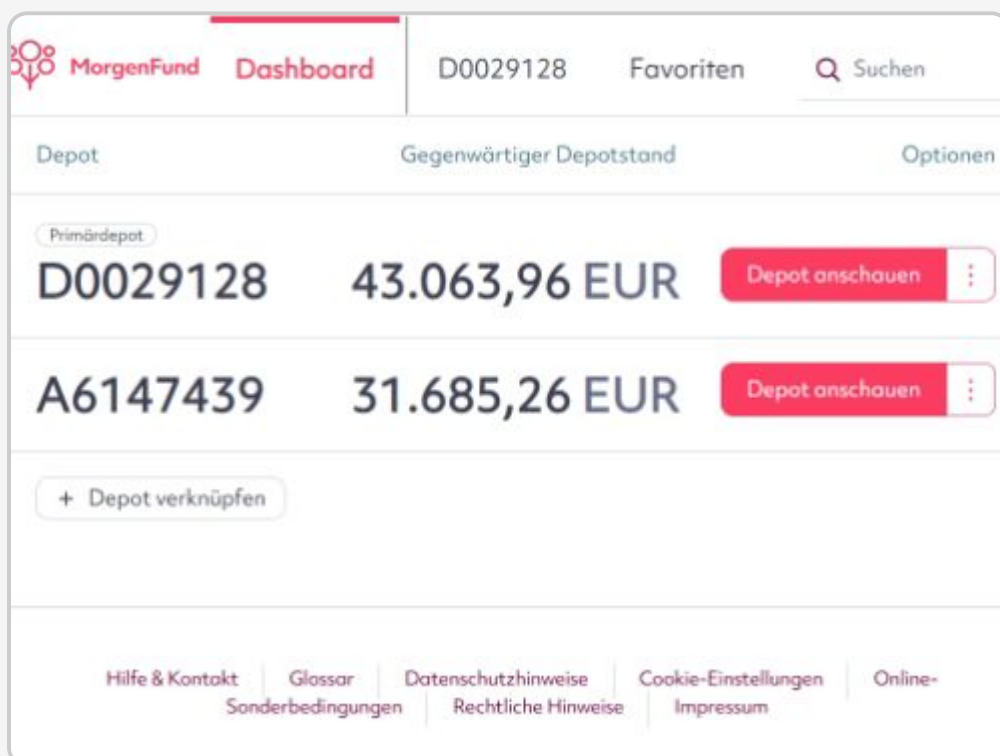 MorgenFund Dashboard D0029128 Favoriten Suchen
Depot Gegenwärtiger Depotstand Optionen
Primärdepot
D0029128 43.063,96 EUR Depot anschauen
A6147439 31.685,26 EUR Depot anschauen
+ Depot verknüpfen
Hilfe & Kontakt Glossar Datenschutzhinweise Cookie-Einstellungen Online-
Sonderbedingungen Rechtliche Hinweise Impressum